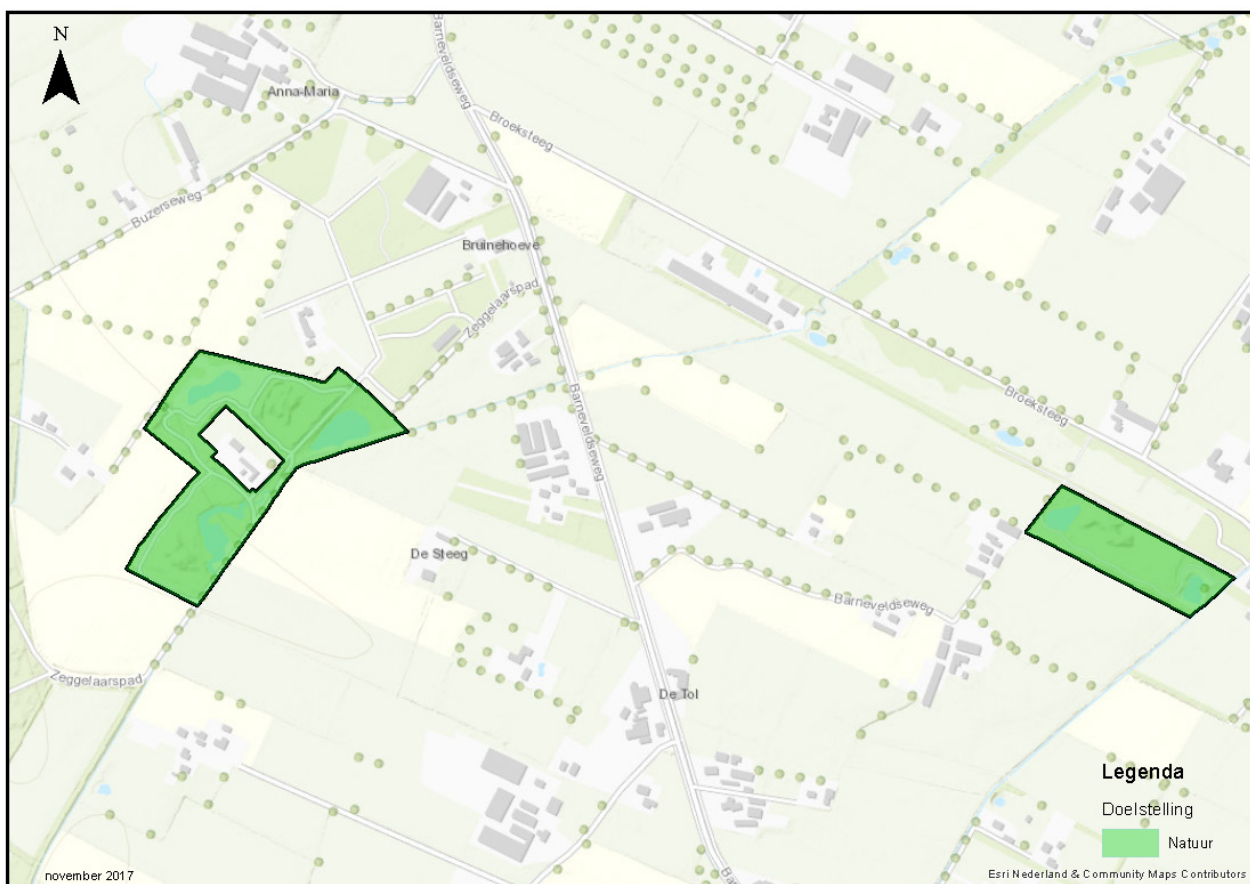 N
Barneveldseweg
Anna-Maria
Broeksteeg
Buzerseweg
Bruinehoeve
Zeggelaarspad
Barneveldseweg
Broeksteeg
De Steeg
Barneveldseweg
Zeggelaarspad
De Tol
Legenda
Doelstelling
Natuur
Ba
november 2017
Esri Nederland & Community Maps Contributors